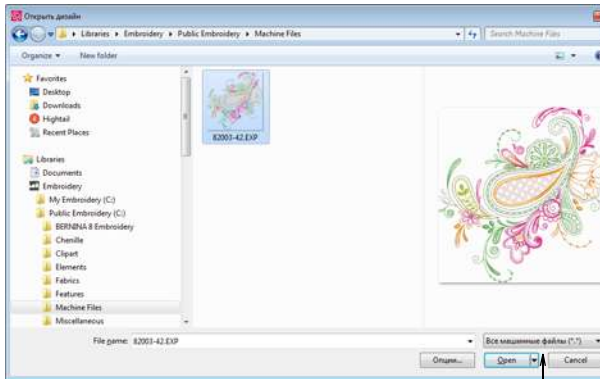 Открыть дизайн
Libraries ▸ Embroidery ▸ Public Embroidery ▸ Machine Files
Search Machine Files
Organize
New folder
Favorites
Desktop
Downloads
Hightail
Recent Places
82003-42.EXP
Libraries
Documents
Embroidery
My Embroidery (C:)
Public Embroidery (C:)
BERNINA 8 Embroidery
Chenille
Clipart
Elements
Fabrics
Features
Machine Files
Miscellaneous
File name: 82003-42.EXP
Все машинные файлы (*.*)
Опции...
Open
Cancel